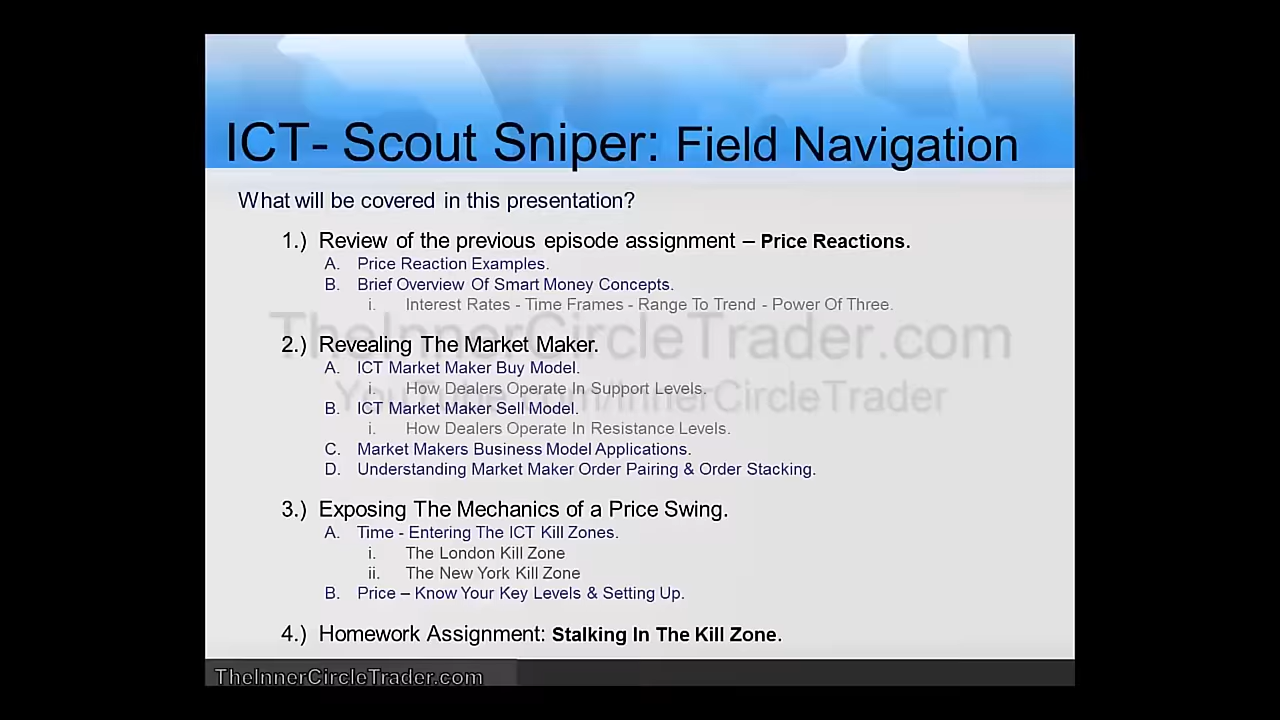 ICT- Scout Sniper: Field Navigation
What will be covered in this presentation?
1.) Review of the previous episode assignment – Price Reactions.
A. Price Reaction Examples.
B. Brief Overview Of Smart Money Concepts.
i. Interest Rates - Time Frames - Range To Trend - Power Of Three.
TheInnerCircleTrader.com
2.) Revealing The Market Maker.
A. ICT Market Maker Buy Model.
i. How Dealers Operate In Support Levels.
YouTube.com/InnerCircleTrader
B. ICT Market Maker Sell Model.
i. How Dealers Operate In Resistance Levels.
C. Market Makers Business Model Applications.
D. Understanding Market Maker Order Pairing & Order Stacking.
3.) Exposing The Mechanics of a Price Swing.
A. Time - Entering The ICT Kill Zones.
i. The London Kill Zone
ii. The New York Kill Zone
B. Price – Know Your Key Levels & Setting Up.
4.) Homework Assignment: Stalking In The Kill Zone.
TheInnerCircleTrader.com